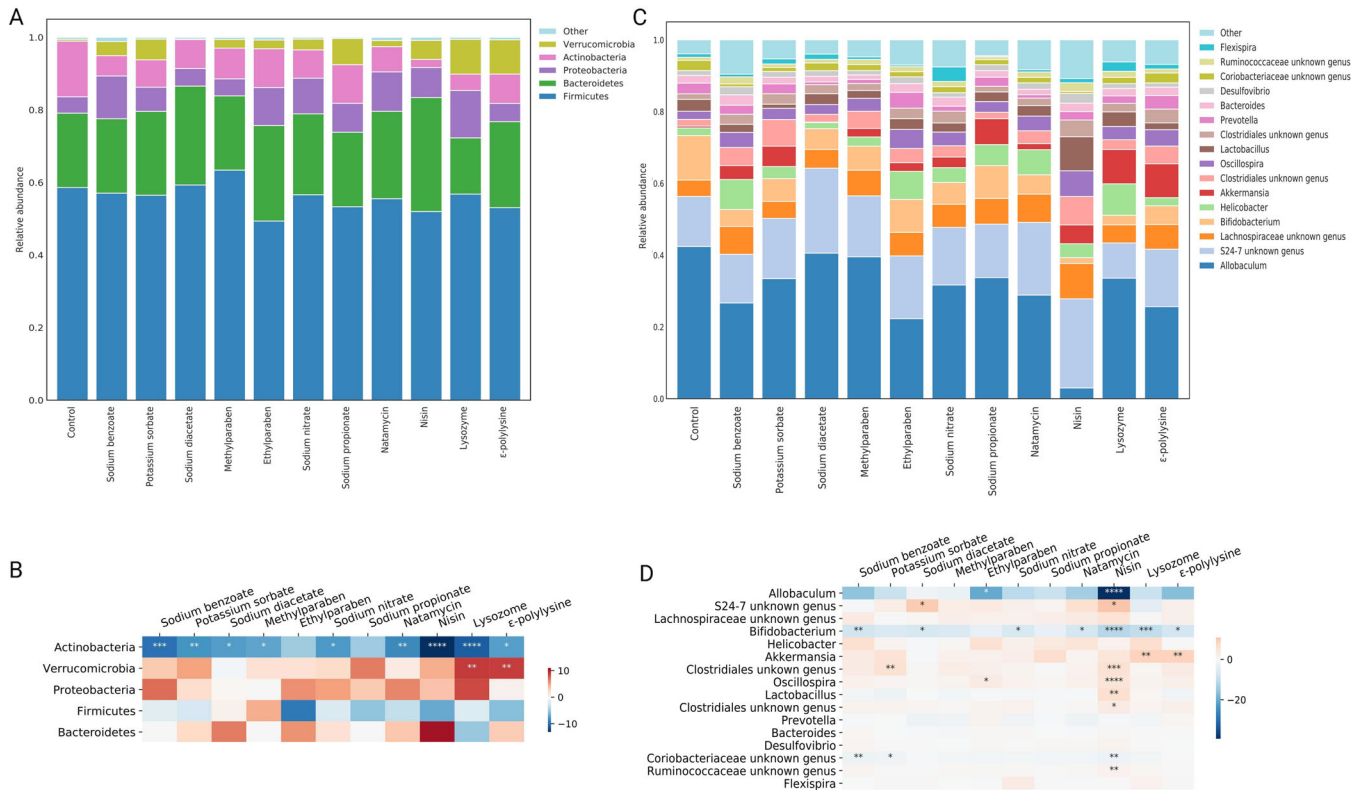 A
Relative abundance
1.0
0.8
0.6
0.4
0.2
0.0
Control
Sodium benzoate
Potassium sorbate
Sodium diacetate
Methylparaben
Ethylparaben
Sodium nitrate
Sodium propionate
Natamycin
Nisin
Lysozyme
ε-polylysine
Other
Verrucomicrobia
Actinobacteria
Proteobacteria
Bacteroidetes
Firmicutes
C
Relative abundance
1.0
0.8
0.6
0.4
0.2
0.0
Control
Sodium benzoate
Potassium sorbate
Sodium diacetate
Methylparaben
Ethylparaben
Sodium nitrate
Sodium propionate
Natamycin
Nisin
Lysozyme
ε-polylysine
Other
Flexispira
Ruminococcaceae unknown genus
Coriobacteriaceae unknown genus
Desulfovibrio
Bacteroides
Prevotella
Clostridiales unknown genus
Lactobacillus
Oscillospira
Clostridiales unknown genus
Akkermansia
Helicobacter
Bifidobacterium
Lachnospiraceae unknown genus
S24-7 unknown genus
Allobaculum
B
Sodium benzoate
Potassium sorbate
Sodium diacetate
Methylparaben
Ethylparaben
Sodium nitrate
Sodium propionate
Natamycin
Nisin
Lysozome
ε-polylysine
Actinobacteria *** ** * * * ** **** **** *
Verrucomicrobia ** **
Proteobacteria
Firmicutes
Bacteroidetes
10
0
−10
D
Sodium benzoate
Potassium sorbate
Sodium diacetate
Methylparaben
Ethylparaben
Sodium nitrate
Sodium propionate
Natamycin
Nisin
Lysozome
ε-polylysine
Allobaculum * ****
S24-7 unknown genus * *
Lachnospiraceae unknown genus
Bifidobacterium ** * * * **** *** *
Helicobacter
Akkermansia ** **
Clostridiales unknown genus ** ***
Oscillospira * ****
Lactobacillus **
Clostridiales unknown genus *
Prevotella
Bacteroides
Desulfovibrio
Coriobacteriaceae unknown genus ** * **
Ruminococcaceae unknown genus **
Flexispira
0
−20